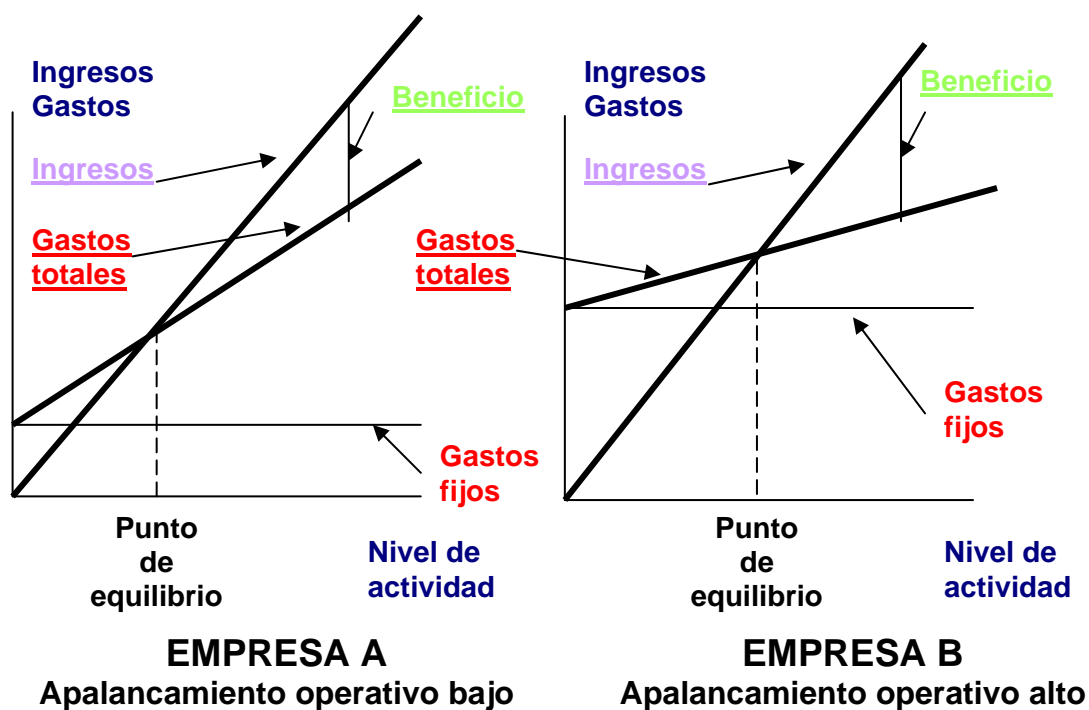 Ingresos
Gastos
Beneficio
Ingresos
Gastos
totales
Gastos
fijos
Punto
de
equilibrio
Nivel de
actividad
EMPRESA A
Apalancamiento operativo bajo
Ingresos
Gastos
Beneficio
Ingresos
Gastos
totales
Gastos
fijos
Punto
de
equilibrio
Nivel de
actividad
EMPRESA B
Apalancamiento operativo alto